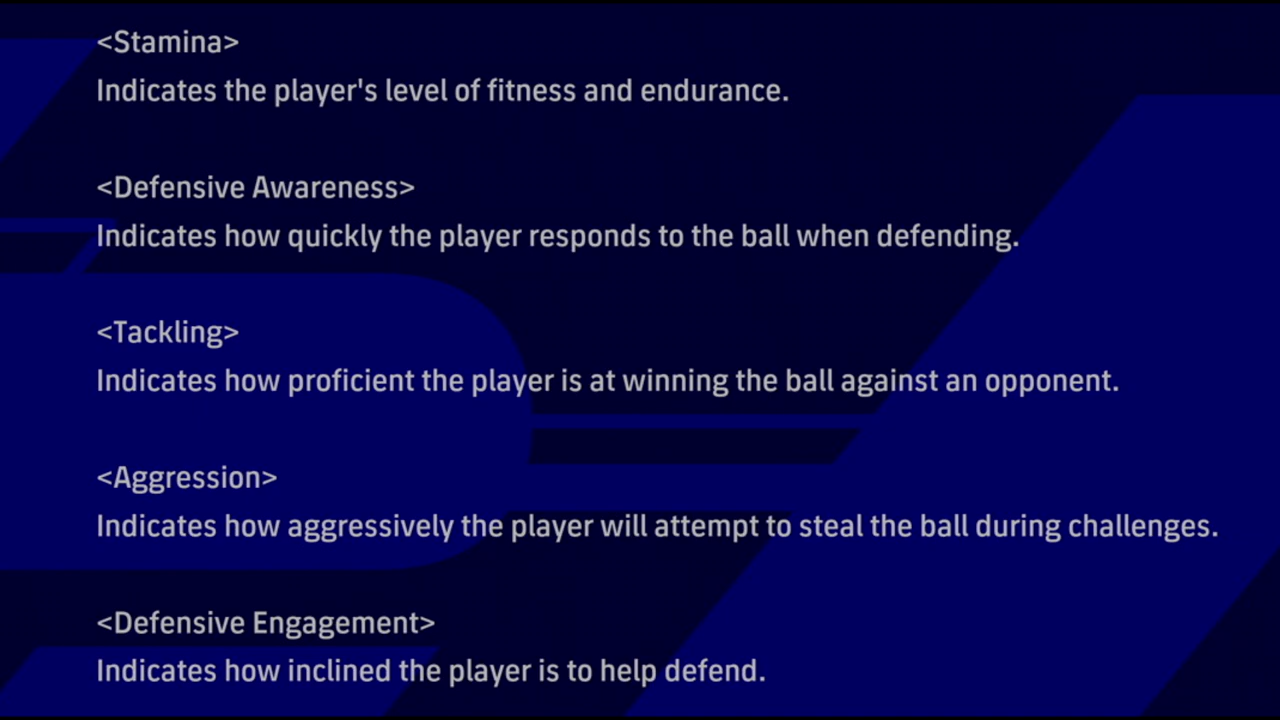 <Stamina>
Indicates the player's level of fitness and endurance.
<Defensive Awareness>
Indicates how quickly the player responds to the ball when defending.
<Tackling>
Indicates how proficient the player is at winning the ball against an opponent.
<Aggression>
Indicates how aggressively the player will attempt to steal the ball during challenges.
<Defensive Engagement>
Indicates how inclined the player is to help defend.